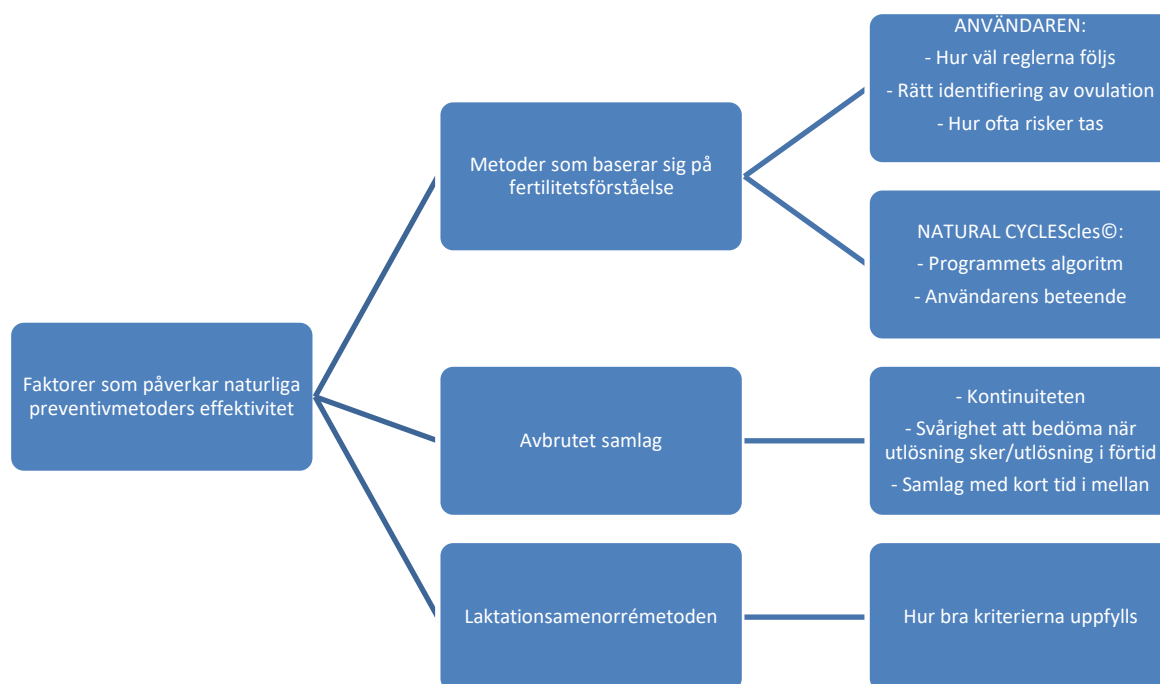 Faktorer som påverkar naturliga
preventivmetoders effektivitet
Metoder som baserar sig på
fertilitetsförståelse
ANVÄNDAREN:
- Hur väl reglerna följs
- Rätt identifiering av ovulation
- Hur ofta risker tas
NATURAL CYCLEScles©:
- Programmets algoritm
- Användarens beteende
Avbrutet samlag
- Kontinuiteten
- Svårighet att bedöma när
utlösning sker/utlösning i förtid
- Samlag med kort tid i mellan
Laktationsamenorrémetoden
Hur bra kriterierna uppfylls